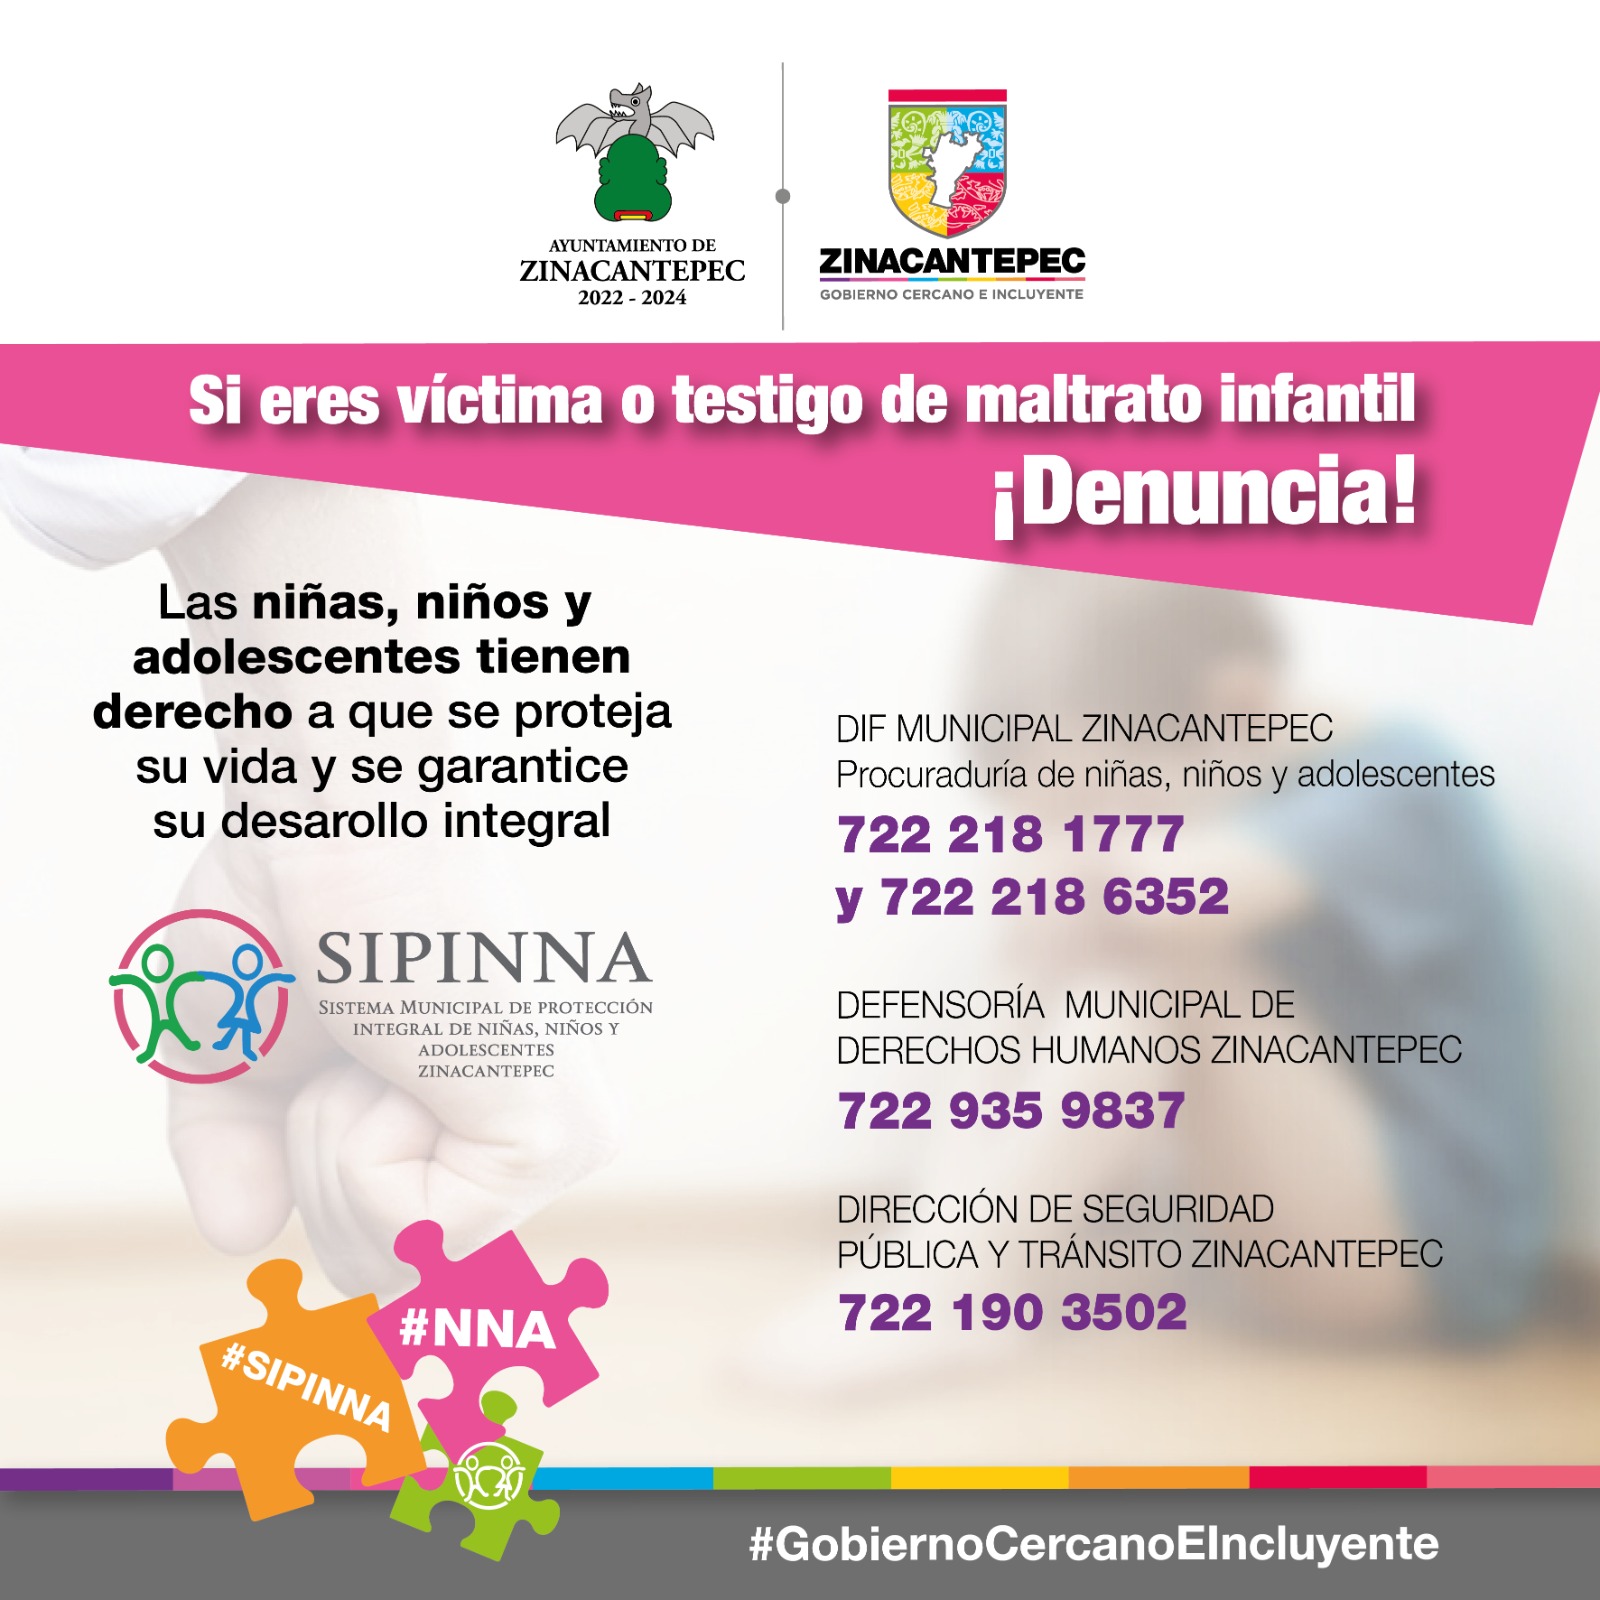 AYUNTAMIENTO DE
ZINACANTEPEC
2022 - 2024
ZINACANTEPEC
GOBIERNO CERCANO E INCLUYENTE
Si eres víctima o testigo de maltrato infantil
¡Denuncia!
Las niñas, niños y
adolescentes tienen
derecho a que se proteja
su vida y se garantice
su desarollo integral
SIPINNA
SISTEMA MUNICIPAL DE PROTECCIÓN
INTEGRAL DE NIÑAS, NIÑOS Y
ADOLESCENTES
ZINACANTEPEC
DIF MUNICIPAL ZINACANTEPEC
Procuraduría de niñas, niños y adolescentes
722 218 1777
y 722 218 6352
DEFENSORÍA MUNICIPAL DE
DERECHOS HUMANOS ZINACANTEPEC
722 935 9837
DIRECCIÓN DE SEGURIDAD
PÚBLICA Y TRÁNSITO ZINACANTEPEC
722 190 3502
#NNA
#SIPINNA
#GobiernoCercanoEIncluyente